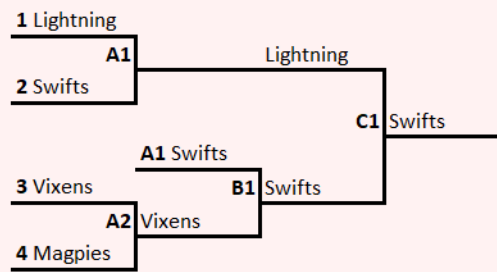 1 Lightning
A1
Lightning
2 Swifts
C1 Swifts
A1 Swifts
3 Vixens
B1 Swifts
A2 Vixens
4 Magpies